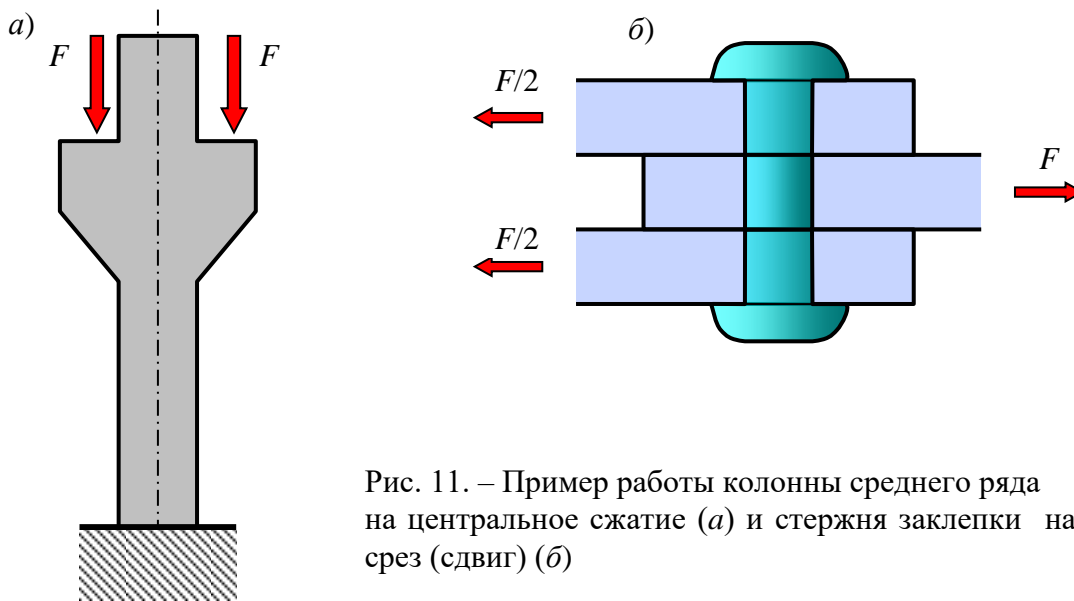 а)
F
F
б)
F/2
F
F/2
Рис. 11. – Пример работы колонны среднего ряда
на центральное сжатие (а) и стержня заклепки на
срез (сдвиг) (б)